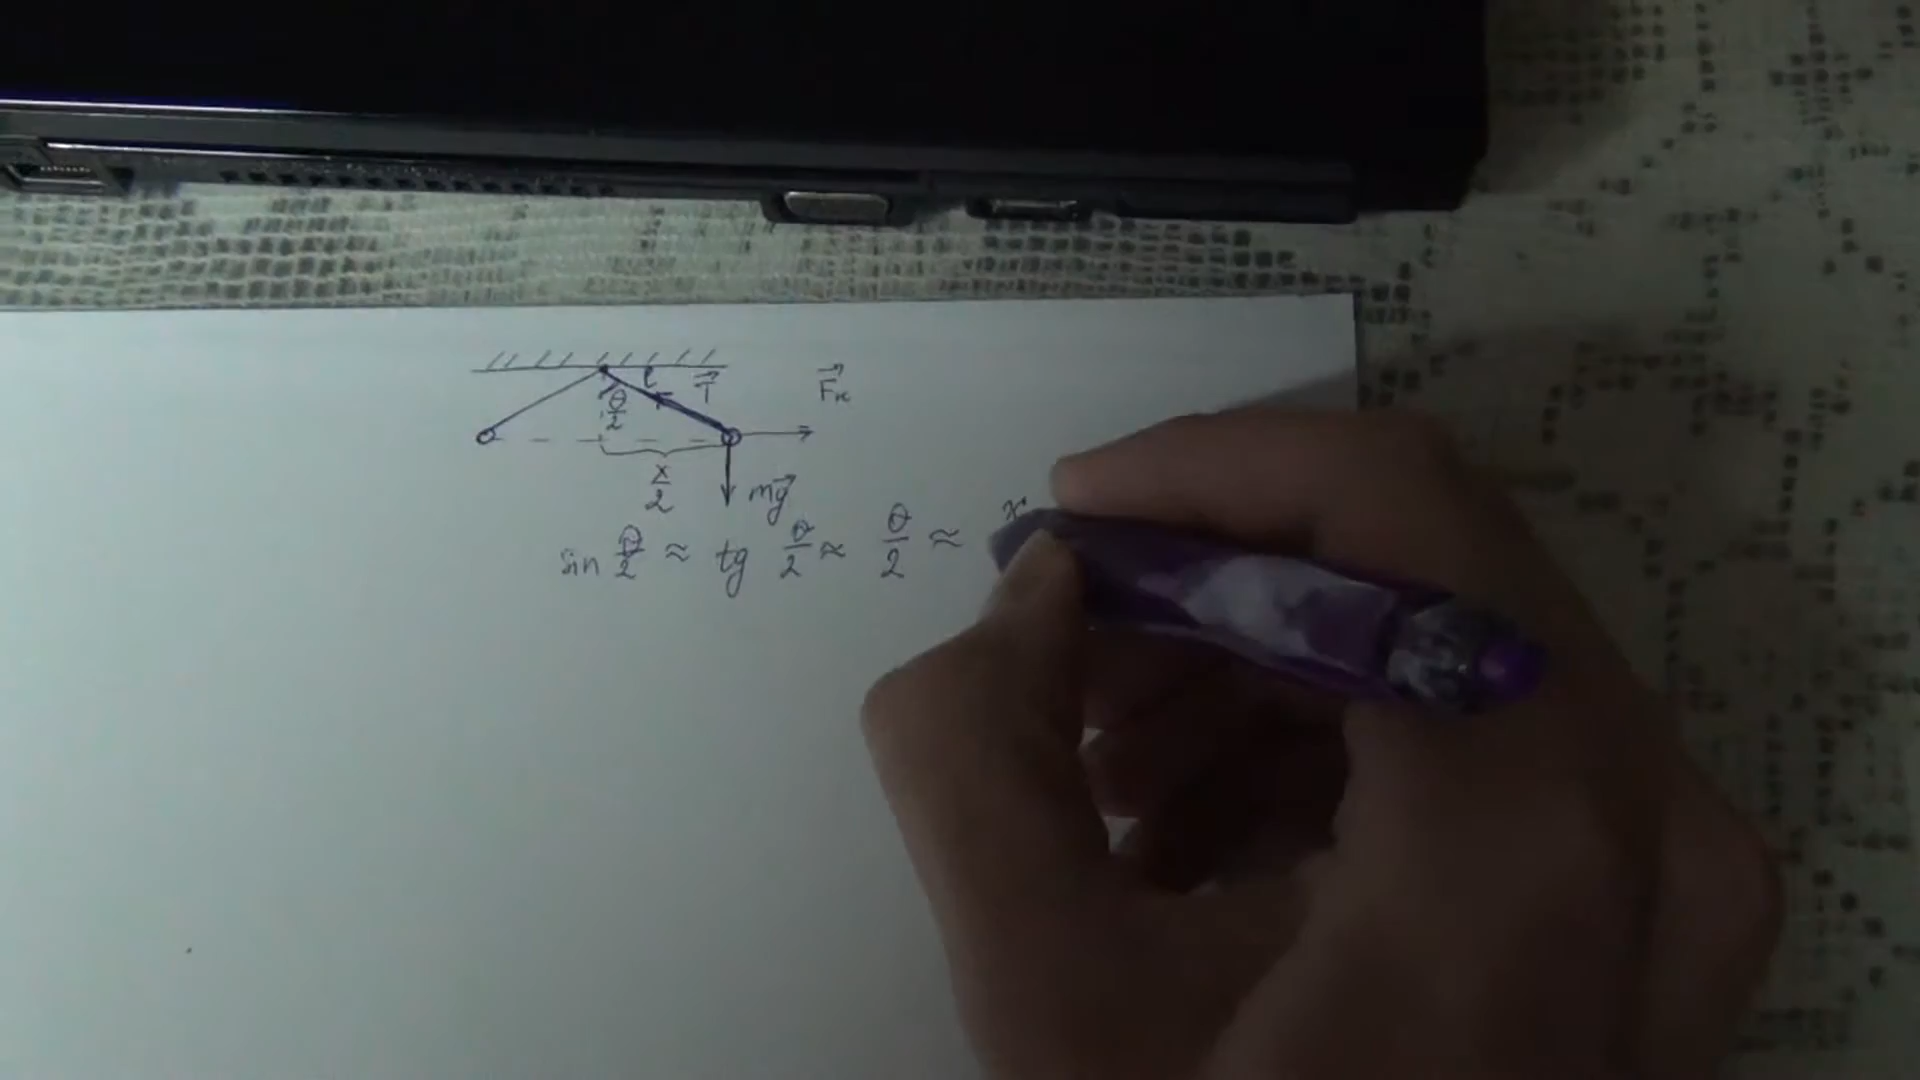 l T⃗ F⃗к
θ/2
x/2
mg⃗
sin θ/2 ≈ tg θ/2 ≈ θ/2 ≈ x